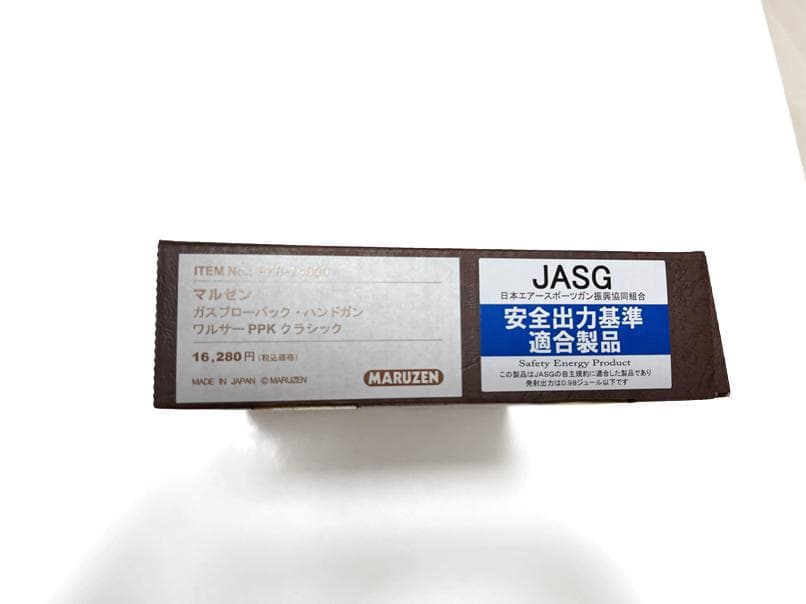 ITEM No.:
マルゼン
ガスブローバック・ハンドガン
ワルサー PPK クラシック
16,280円(税込価格)
MADE IN JAPAN ©MARUZEN
MARUZEN
JASG
日本エアースポーツガン振興協同組合
安全出力基準
適合製品
Safety Energy Product
この製品はJASGの自主規約に適合した製品であり
発射出力は0.98ジュール以下です